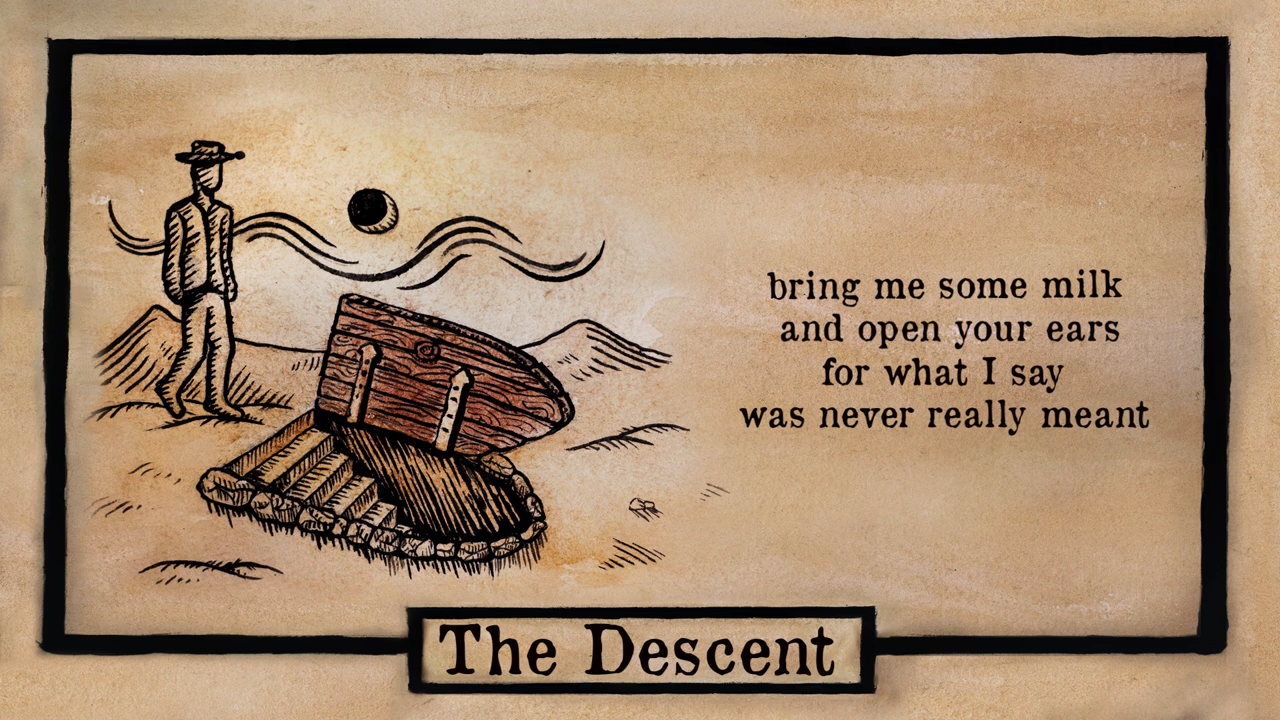 bring me some milk
and open your ears
for what I say
was never really meant
The Descent